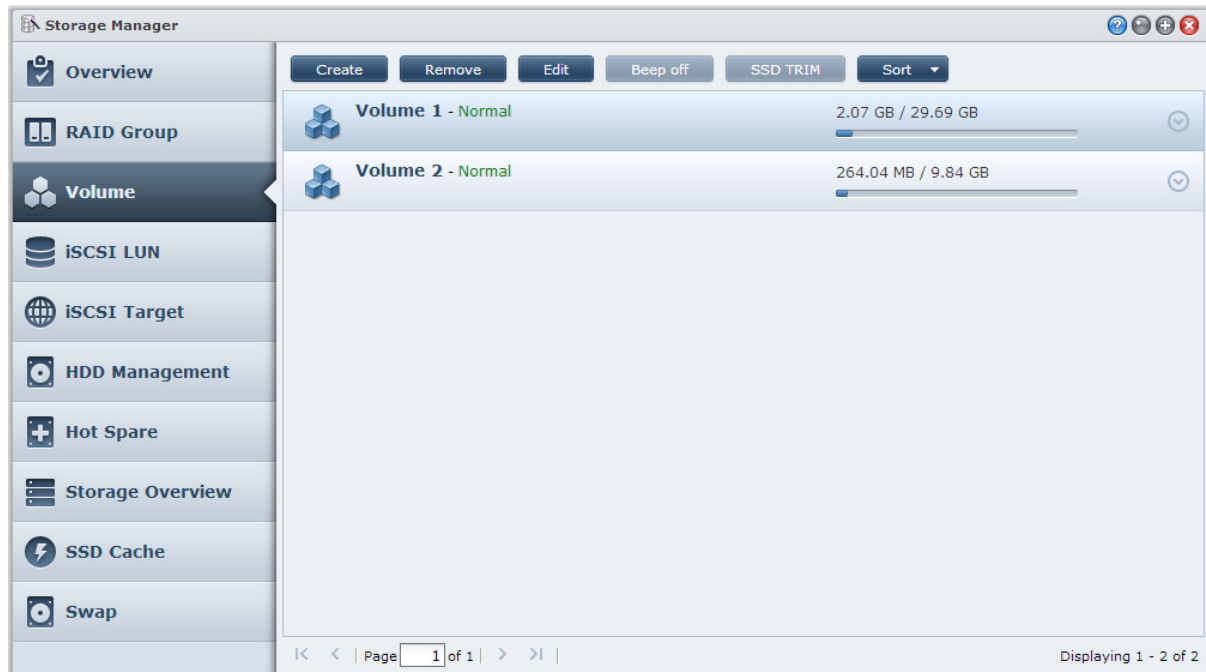 Storage Manager
Overview
RAID Group
Volume
iSCSI LUN
iSCSI Target
HDD Management
Hot Spare
Storage Overview
SSD Cache
Swap
Create Remove Edit Beep off SSD TRIM Sort
Volume 1 - Normal 2.07 GB / 29.69 GB
Volume 2 - Normal 264.04 MB / 9.84 GB
Page 1 of 1 Displaying 1 - 2 of 2